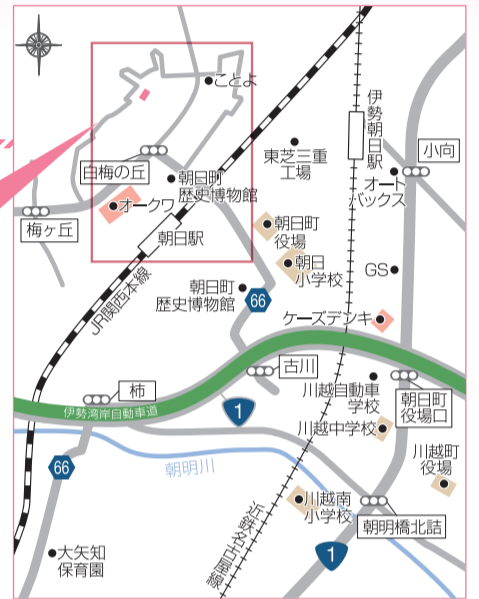 ことよ
伊勢朝日駅
小向
東芝三重
工場
オート
バックス
白梅の丘
朝日町
歴史博物館
オークワ
梅ヶ丘
朝日駅
朝日町
役場
朝日
小学校
JR関西本線
朝日町
歴史博物館
66
GS
ケーズデンキ
古川
柿
伊勢湾岸自動車道
1
川越自動車
学校
朝日町
役場口
川越中学校
川越町
役場
66
朝明川
川越南
小学校
朝明橋北詰
近鉄名古屋線
1
大矢知
保育園